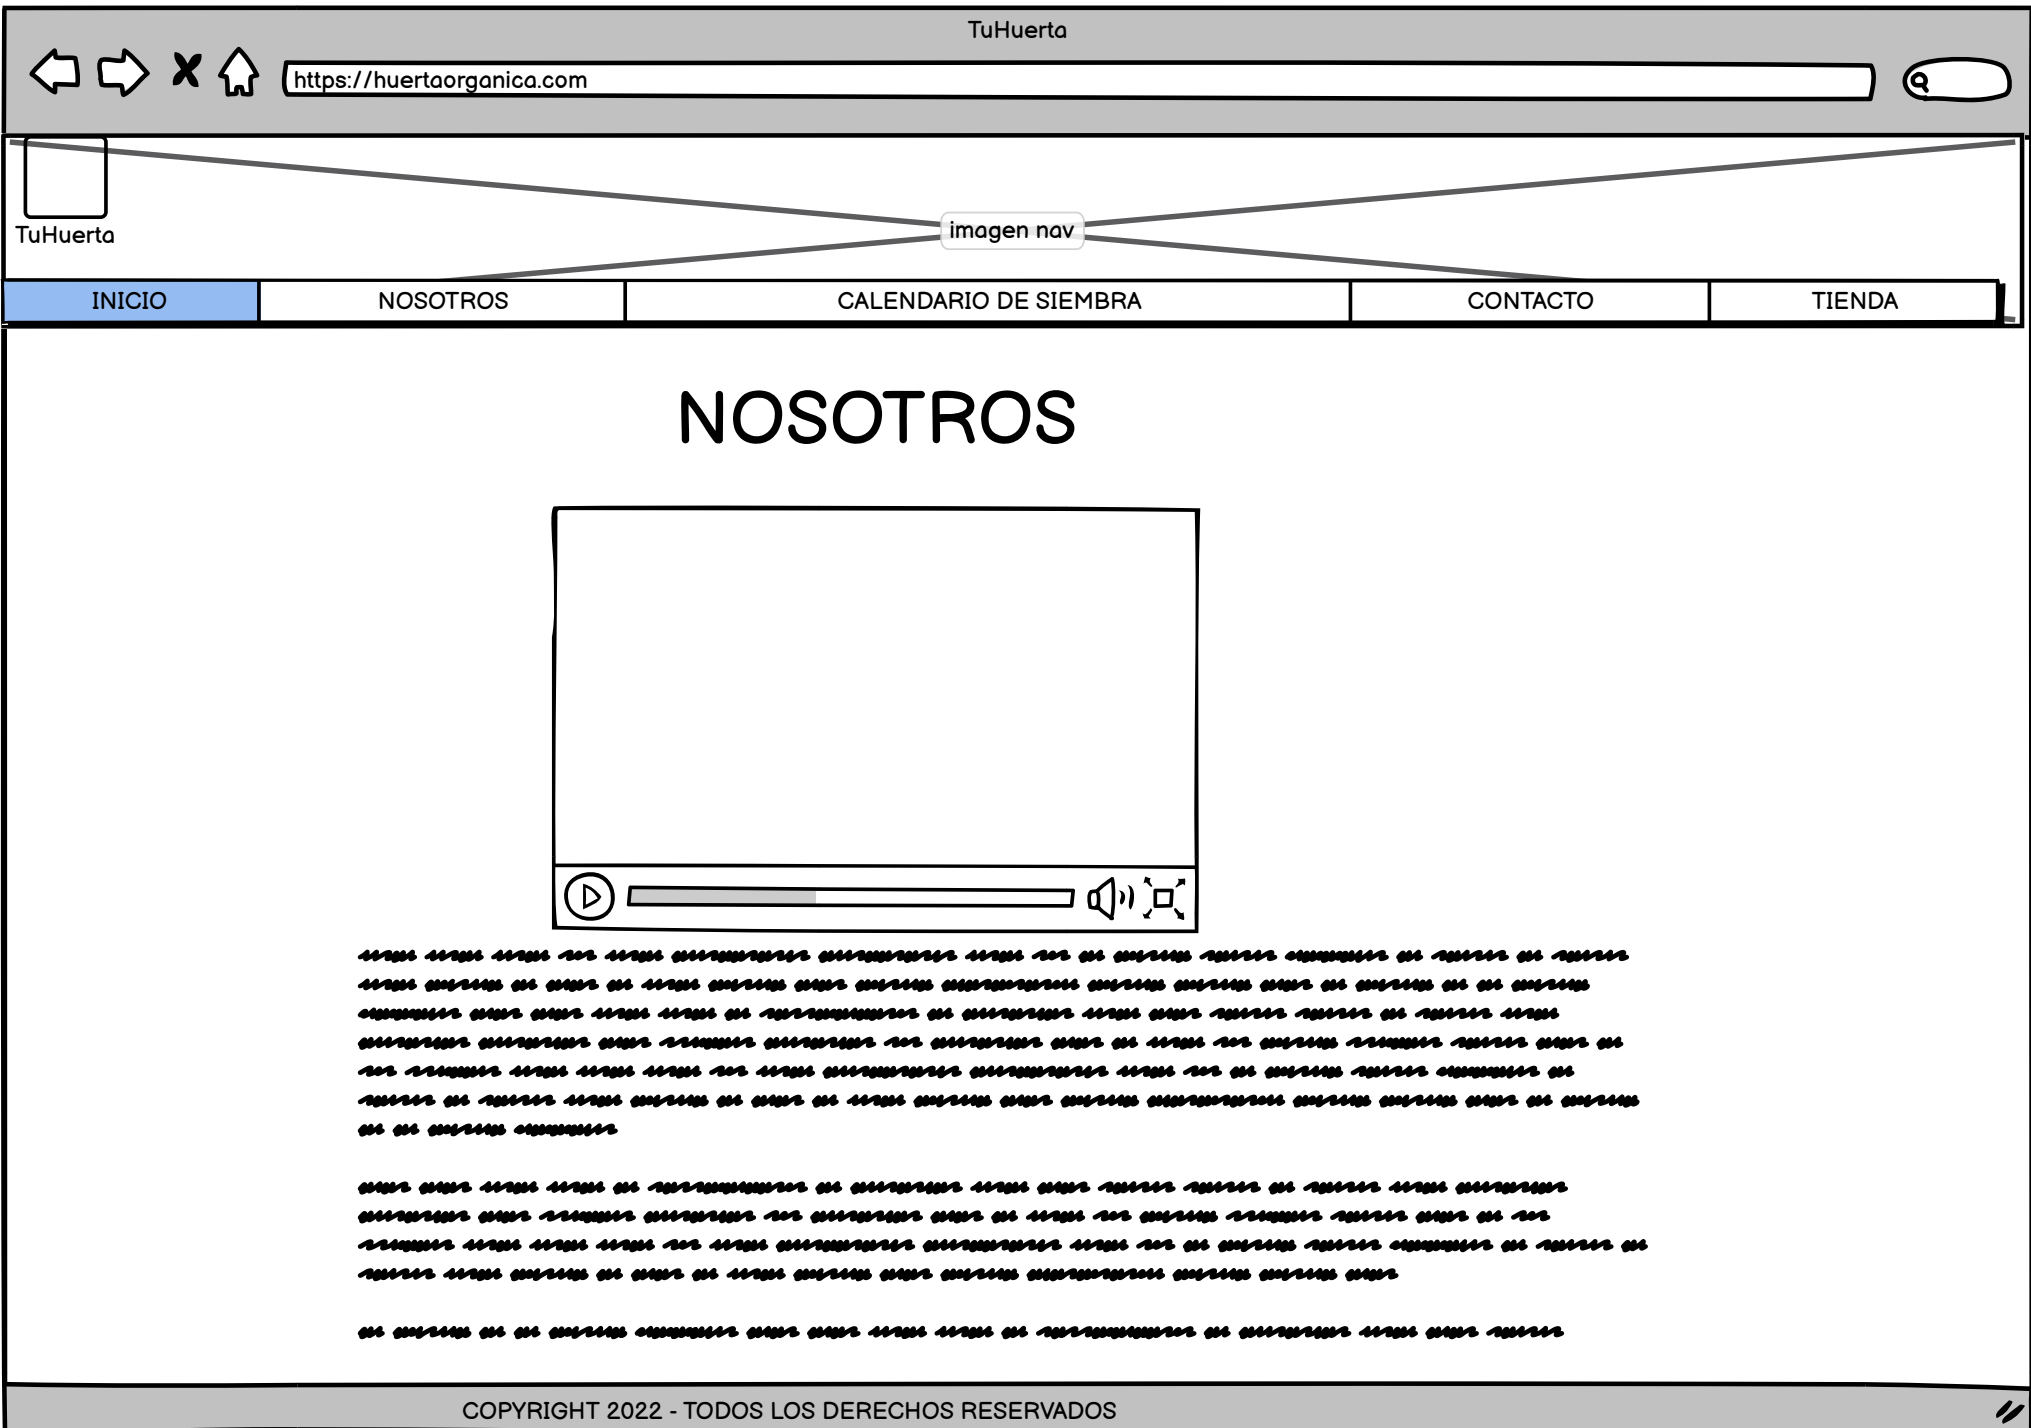 TuHuerta
https://huertaorganica.com
imagen nav
TuHuerta
INICIO
NOSOTROS
CALENDARIO DE SIEMBRA
CONTACTO
TIENDA
NOSOTROS
COPYRIGHT 2022 - TODOS LOS DERECHOS RESERVADOS